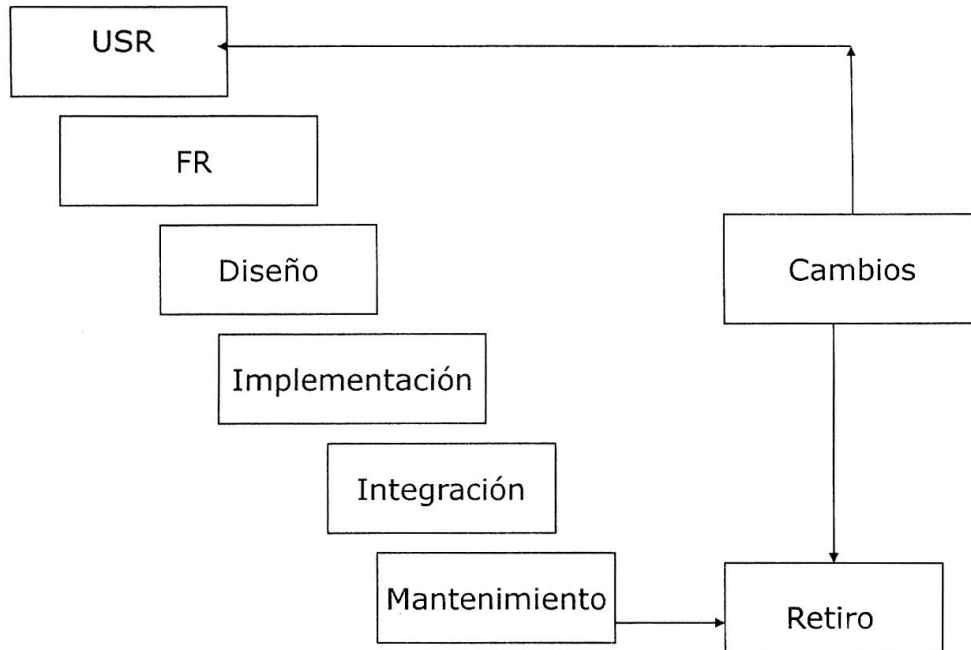 USR
FR
Diseño
Cambios
Implementación
Integración
Mantenimiento
Retiro